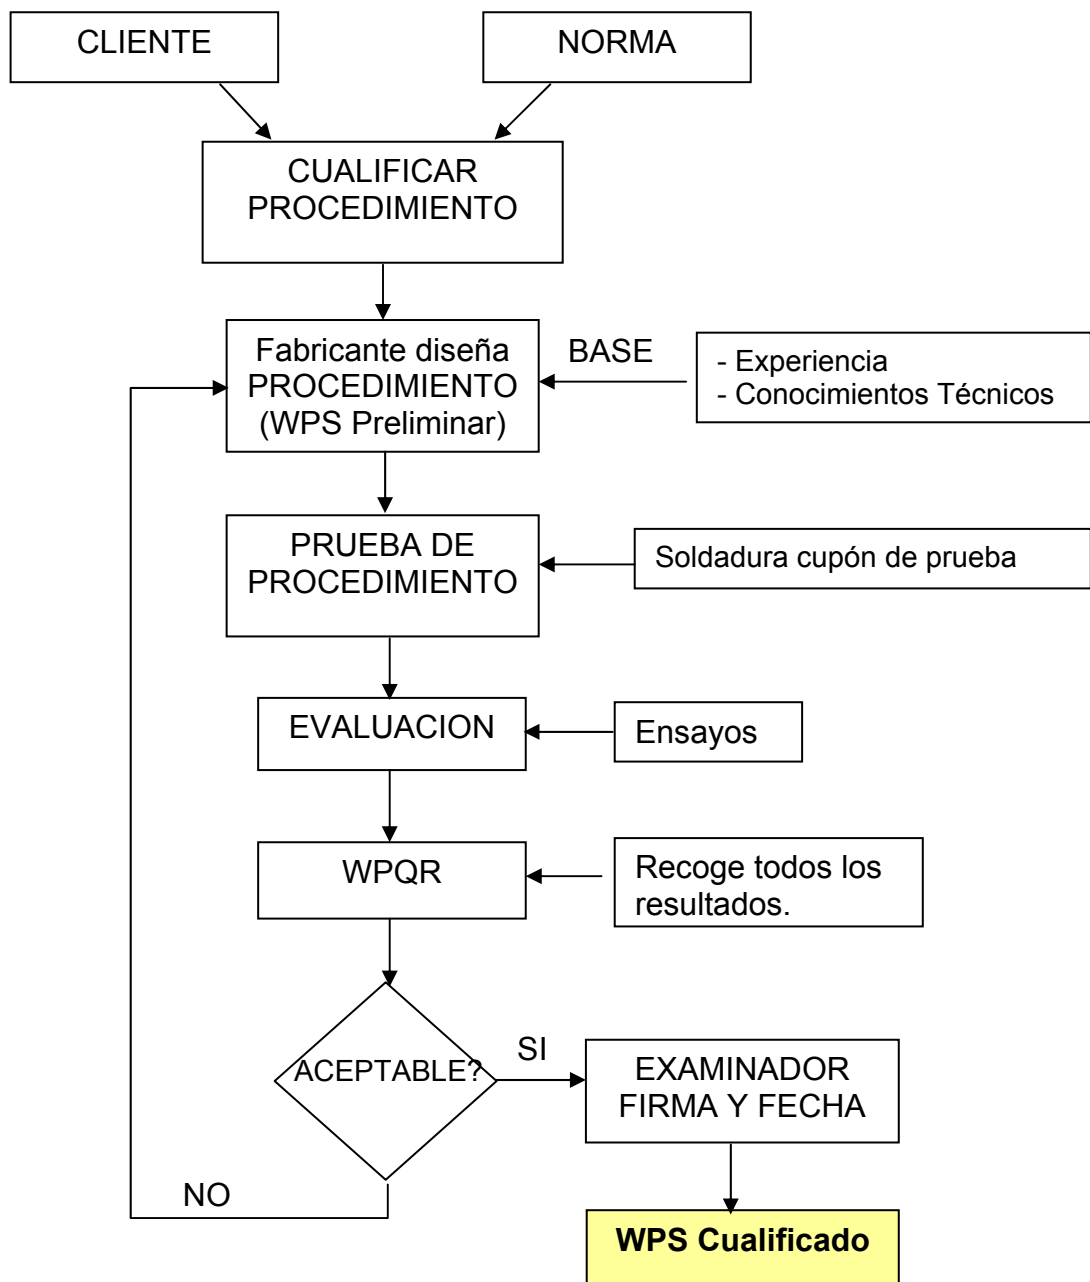 CLIENTE
NORMA
CUALIFICAR
PROCEDIMIENTO
Fabricante diseña
PROCEDIMIENTO
(WPS Preliminar)
BASE
- Experiencia
- Conocimientos Técnicos
PRUEBA DE
PROCEDIMIENTO
Soldadura cupón de prueba
EVALUACION
Ensayos
WPQR
Recoge todos los
resultados.
ACEPTABLE?
SI
EXAMINADOR
FIRMA Y FECHA
NO
WPS Cualificado